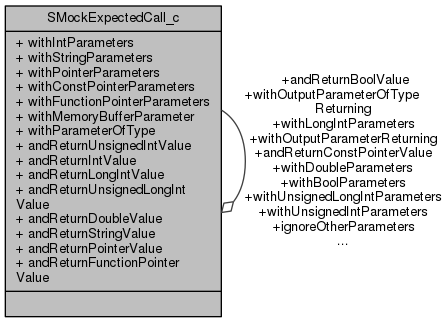 SMockExpectedCall_c
+ withIntParameters
+ withStringParameters
+ withPointerParameters
+ withConstPointerParameters
+ withFunctionPointerParameters
+ withMemoryBufferParameter
+ withParameterOfType
+ andReturnUnsignedIntValue
+ andReturnIntValue
+ andReturnLongIntValue
+ andReturnUnsignedLongInt
Value
+ andReturnDoubleValue
+ andReturnStringValue
+ andReturnPointerValue
+ andReturnFunctionPointer
Value
+andReturnBoolValue
+withOutputParameterOfType
Returning
+withLongIntParameters
+withOutputParameterReturning
+andReturnConstPointerValue
+withDoubleParameters
+withBoolParameters
+withUnsignedLongIntParameters
+withUnsignedIntParameters
+ignoreOtherParameters
...